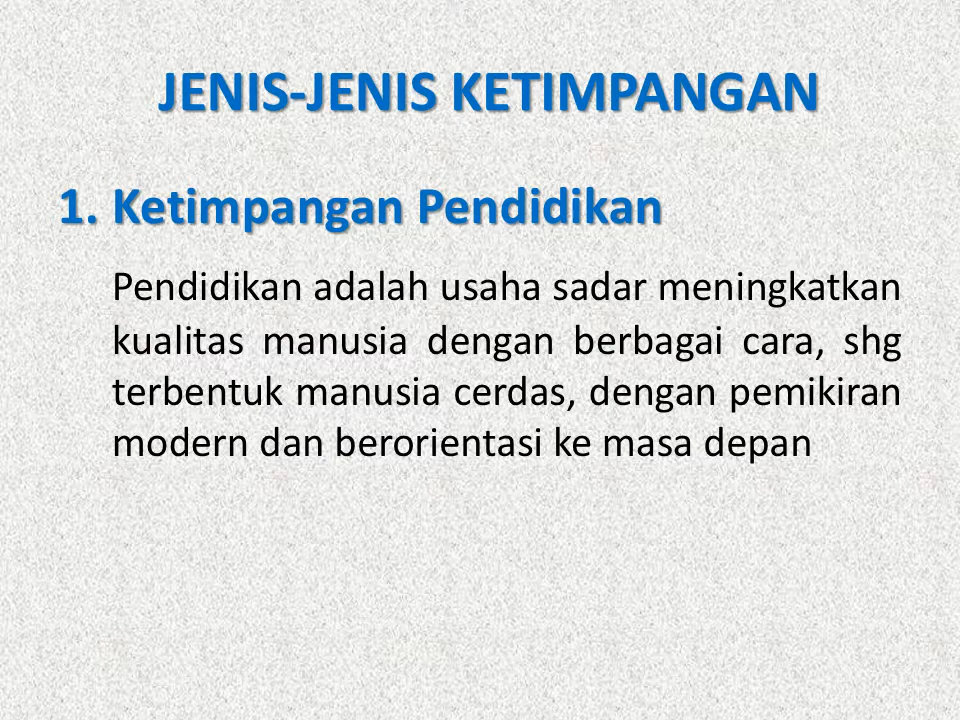 JENIS-JENIS KETIMPANGAN
1. Ketimpangan Pendidikan
Pendidikan adalah usaha sadar meningkatkan
kualitas manusia dengan berbagai cara, shg
terbentuk manusia cerdas, dengan pemikiran
modern dan berorientasi ke masa depan